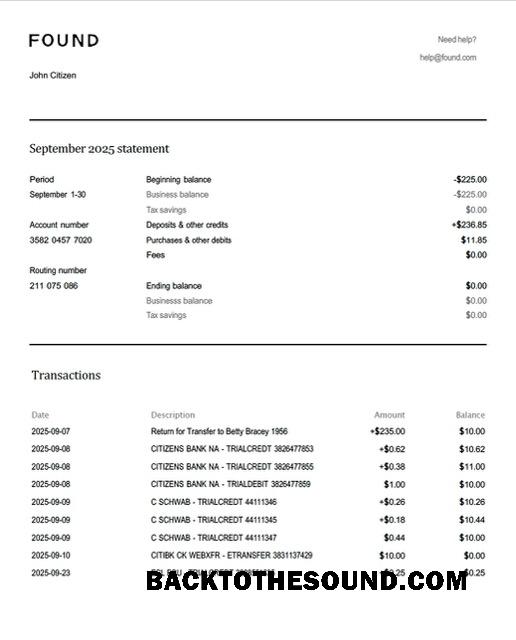 FOUND
Need help?
help@found.com
John Citizen
September 2025 statement
Period Beginning balance -$225.00
September 1-30 Business balance -$225.00
Tax savings $0.00
Account number Deposits & other credits +$236.85
3582 0457 7020 Purchases & other debits $11.85
Fees $0.00
Routing number
211 075 086 Ending balance $0.00
Businesss balance $0.00
Tax savings $0.00
Transactions
Date Description Amount Balance
2025-09-07 Return for Transfer to Betty Bracey 1956 +$235.00 $10.00
2025-09-08 CITIZENS BANK NA - TRIALCREDT 3826477853 +$0.62 $10.62
2025-09-08 CITIZENS BANK NA - TRIALCREDT 3826477855 +$0.38 $11.00
2025-09-08 CITIZENS BANK NA - TRIALDEBIT 3826477859 $1.00 $10.00
2025-09-09 C SCHWAB - TRIALCREDT 44111346 +$0.26 $10.26
2025-09-09 C SCHWAB - TRIALCREDT 44111345 +$0.18 $10.44
2025-09-09 C SCHWAB - TRIALCREDT 44111347 $0.44 $10.00
2025-09-10 CITIBK CK WEBXFR - ETRANSFER 3831137429 $10.00 $0.00
2025-09-23 $0.25
BACKTOTHESOUND.COM